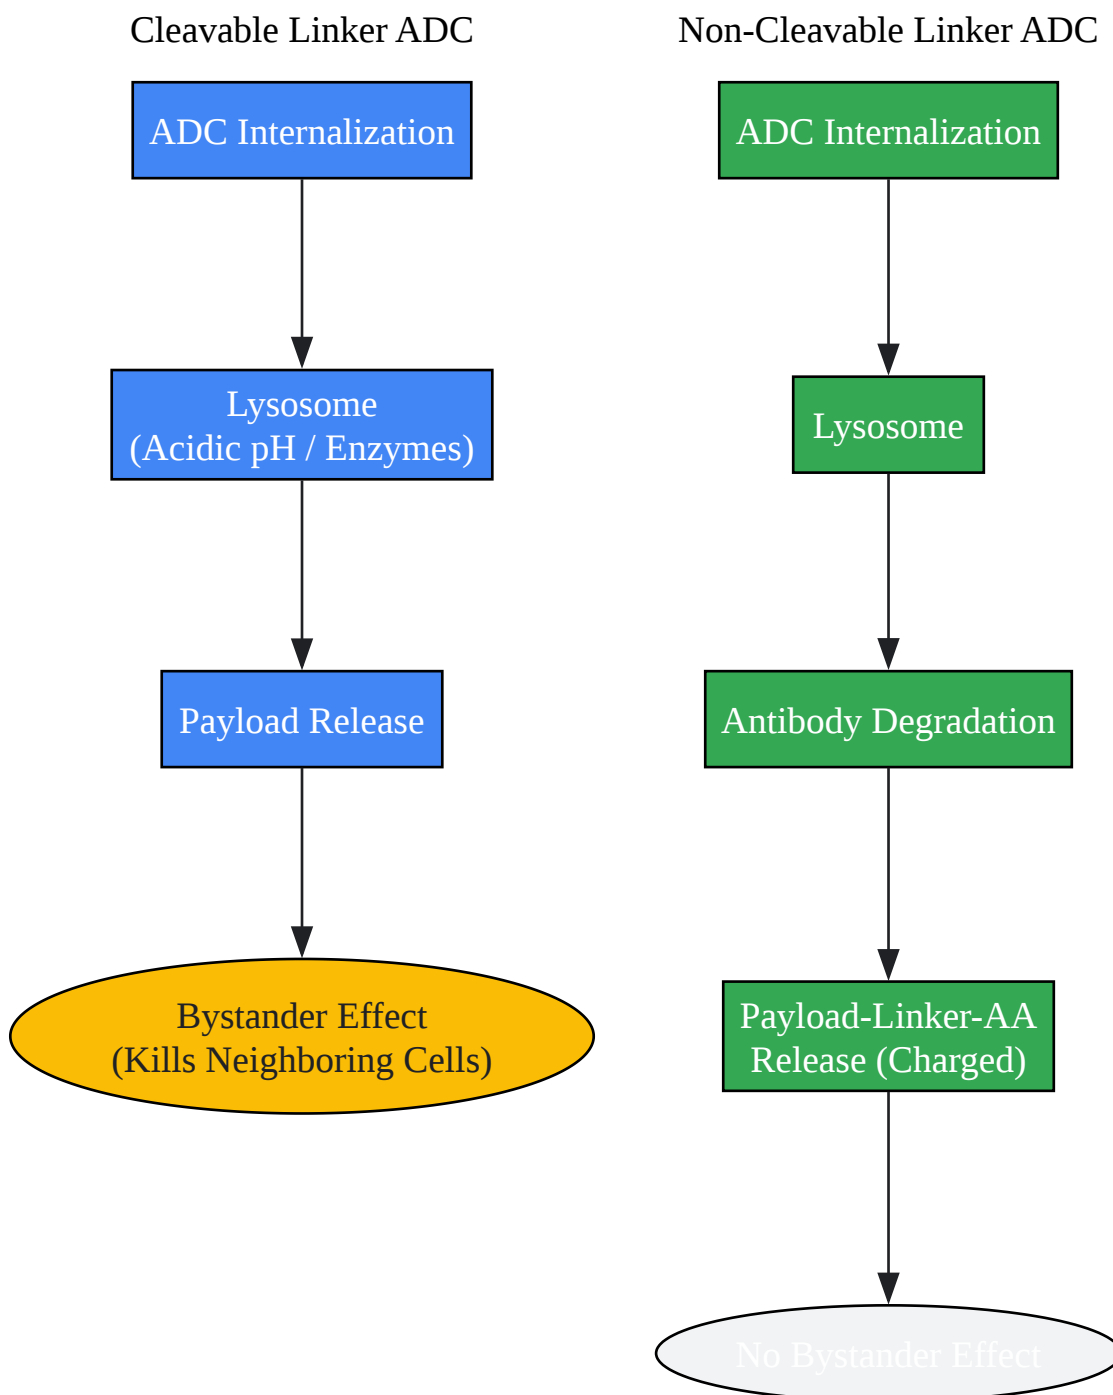 Cleavable Linker ADC
ADC Internalization
Lysosome
(Acidic pH / Enzymes)
Payload Release
Bystander Effect
(Kills Neighboring Cells)
Non-Cleavable Linker ADC
ADC Internalization
Lysosome
Antibody Degradation
Payload-Linker-AA
Release (Charged)
No Bystander Effect